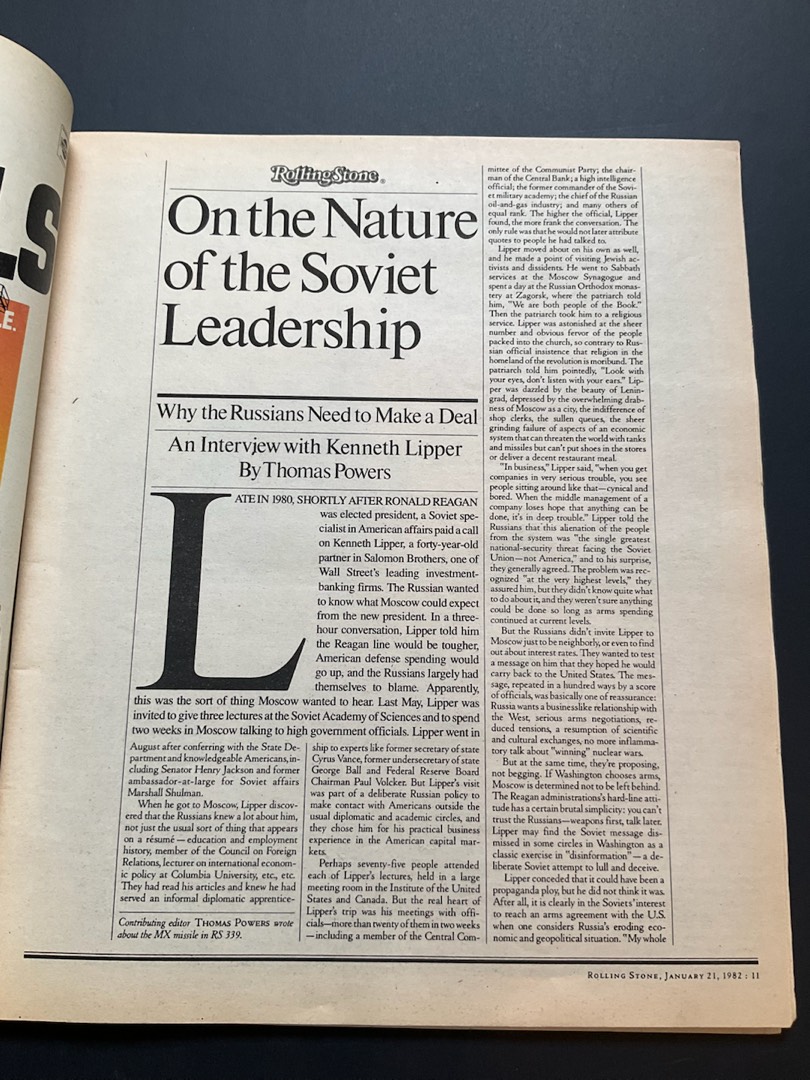 LS
E.
RollingStone®
On the Nature
of the Soviet
Leadership
Why the Russians Need to Make a Deal
An Interview with Kenneth Lipper
By Thomas Powers
LATE IN 1980, SHORTLY AFTER RONALD REAGAN
was elected president, a Soviet spe-
cialist in American affairs paid a call
on Kenneth Lipper, a forty-year-old
partner in Salomon Brothers, one of
Wall Street's leading investment-
banking firms. The Russian wanted
to know what Moscow could expect
from the new president. In a three-
hour conversation, Lipper told him
the Reagan line would be tougher,
American defense spending would
go up, and the Russians largely had
themselves to blame. Apparently,
this was the sort of thing Moscow wanted to hear. Last May, Lipper was
invited to give three lectures at the Soviet Academy of Sciences and to spend
two weeks in Moscow talking to high government officials. Lipper went in
August after conferring with the State De-
partment and knowledgeable Americans, in-
cluding Senator Henry Jackson and former
ambassador-at-large for Soviet affairs
Marshall Shulman.
When he got to Moscow, Lipper discov-
ered that the Russians knew a lot about him,
not just the usual sort of thing that appears
on a résumé—education and employment
history, member of the Council on Foreign
Relations, lecturer on international econom-
ic policy at Columbia University, etc., etc.
They had read his articles and knew he had
served an informal diplomatic apprentice-
Contributing editor THOMAS POWERS wrote
about the MX missile in RS 339.
ship to experts like former secretary of state
Cyrus Vance, former undersecretary of state
George Ball and Federal Reserve Board
Chairman Paul Volcker. But Lipper's visit
was part of a deliberate Russian policy to
make contact with Americans outside the
usual diplomatic and academic circles, and
they chose him for his practical business
experience in the American capital mar-
kets.
Perhaps seventy-five people attended
each of Lipper's lectures, held in a large
meeting room in the Institute of the United
States and Canada. But the real heart of
Lipper's trip was his meetings with offi-
cials—more than twenty of them in two weeks
—including a member of the Central Com-
mittee of the Communist Party; the chair-
man of the Central Bank; a high intelligence
official; the former commander of the Sovi-
et military academy; the chief of the Russian
oil-and-gas industry; and many others of
equal rank. The higher the official, Lipper
found, the more frank the conversation. The
only rule was that he would not later attribute
quotes to people he had talked to.
Lipper moved about on his own as well,
and he made a point of visiting Jewish ac-
tivists and dissidents. He went to Sabbath
services at the Moscow Synagogue and
spent a day at the Russian Orthodox monas-
tery at Zagorsk, where the patriarch told
him, "We are both people of the Book."
Then the patriarch took him to a religious
service. Lipper was astonished at the sheer
number and obvious fervor of the people
packed into the church, so contrary to Rus-
sian official insistence that religion in the
homeland of the revolution is moribund. The
patriarch told him pointedly, "Look with
your eyes, don't listen with your ears." Lip-
per was dazzled by the beauty of Lenin-
grad, depressed by the overwhelming drab-
ness of Moscow as a city, the indifference of
shop clerks, the sullen queues, the sheer
grinding failure of aspects of an economic
system that can threaten the world with tanks
and missiles but can't put shoes in the stores
or deliver a decent restaurant meal.
"In business," Lipper said, "when you get
companies in very serious trouble, you see
people sitting around like that—cynical and
bored. When the middle management of a
company loses hope that anything can be
done, it's in deep trouble." Lipper told the
Russians that this alienation of the people
from the system was "the single greatest
national-security threat facing the Soviet
Union—not America," and to his surprise,
they generally agreed. The problem was rec-
ognized "at the very highest levels," they
assured him, but they didn't know quite what
to do about it, and they weren't sure anything
could be done so long as arms spending
continued at current levels.
But the Russians didn't invite Lipper to
Moscow just to be neighborly, or even to find
out about interest rates. They wanted to test
a message on him that they hoped he would
carry back to the United States. The mes-
sage, repeated in a hundred ways by a score
of officials, was basically one of reassurance:
Russia wants a businesslike relationship with
the West, serious arms negotiations, re-
duced tensions, a resumption of scientific
and cultural exchanges, no more inflamma-
tory talk about "winning" nuclear wars.
But at the same time, they're proposing,
not begging. If Washington chooses arms,
Moscow is determined not to be left behind.
The Reagan administration's hard-line atti-
tude has a certain brutal simplicity: you can't
trust the Russians—weapons first, talk later.
Lipper may find the Soviet message dis-
missed in some circles in Washington as a
classic exercise in "disinformation"—a de-
liberate Soviet attempt to lull and deceive.
Lipper conceded that it could have been a
propaganda ploy, but he did not think it was.
After all, it is clearly in the Soviets' interest
to reach an arms agreement with the U.S.
when one considers Russia's eroding eco-
nomic and geopolitical situation. "My whole
ROLLING STONE, JANUARY 21, 1982 : 11